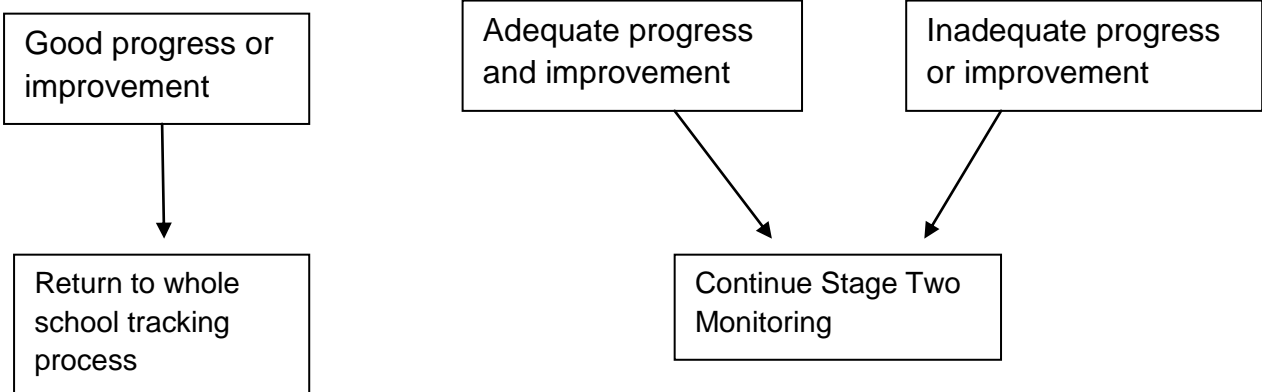 Good progress or
improvement
Adequate progress
and improvement
Inadequate progress
or improvement
Return to whole
school tracking
process
Continue Stage Two
Monitoring